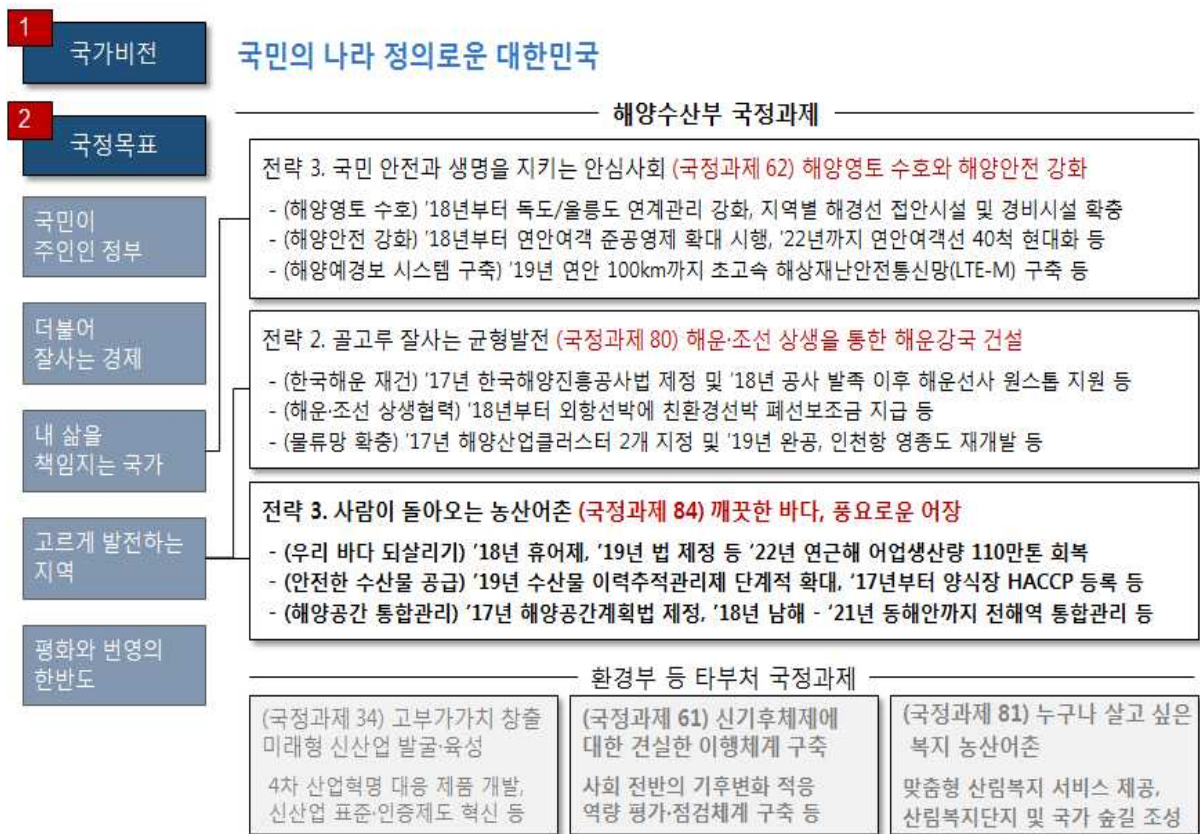 1
국가비전
국민의 나라 정의로운 대한민국
2
국정목표
국민이
주인인 정부
더불어
잘사는 경제
내 삶을
책임지는 국가
고르게 발전하는
지역
평화와 번영의
한반도
해양수산부 국정과제
전략 3. 국민 안전과 생명을 지키는 안심사회 (국정과제 62) 해양영토 수호와 해양안전 강화
- (해양영토 수호) '18년부터 독도/울릉도 연계관리 강화, 지역별 해경선 접안시설 및 경비시설 확충
- (해양안전 강화) '18년부터 연안여객 준공영제 확대 시행, '22년까지 연안여객선 40척 현대화 등
- (해양예경보 시스템 구축) '19년 연안 100km까지 초고속 해상재난안전통신망(LTE-M) 구축 등
전략 2. 골고루 잘사는 균형발전 (국정과제 80) 해운·조선 상생을 통한 해운강국 건설
- (한국해운 재건) '17년 한국해양진흥공사법 제정 및 '18년 공사 발족 이후 해운선사 원스톱 지원 등
- (해운·조선 상생협력) '18년부터 외항선박에 친환경선박 폐선보조금 지급 등
- (물류망 확충) '17년 해양산업클러스터 2개 지정 및 '19년 완공, 인천항 영종도 재개발 등
전략 3. 사람이 돌아오는 농산어촌 (국정과제 84) 깨끗한 바다, 풍요로운 어장
- (우리 바다 되살리기) '18년 휴어제, '19년 법 제정 등 '22년 연근해 어업생산량 110만톤 회복
- (안전한 수산물 공급) '19년 수산물 이력추적관리제 단계적 확대, '17년부터 양식장 HACCP 등록 등
- (해양공간 통합관리) '17년 해양공간계획법 제정, '18년 남해 - '21년 동해안까지 전해역 통합관리 등
환경부 등 타부처 국정과제
(국정과제 34) 고부가가치 창출
미래형 신산업 발굴·육성
4차 산업혁명 대응 제품 개발,
신산업 표준·인증제도 혁신 등
(국정과제 61) 신기후체제에
대한 견실한 이행체계 구축
사회 전반의 기후변화 적응
역량 평가·점검체계 구축 등
(국정과제 81) 누구나 살고 싶은
복지 농산어촌
맞춤형 산림복지 서비스 제공,
산림복지단지 및 국가 숲길 조성